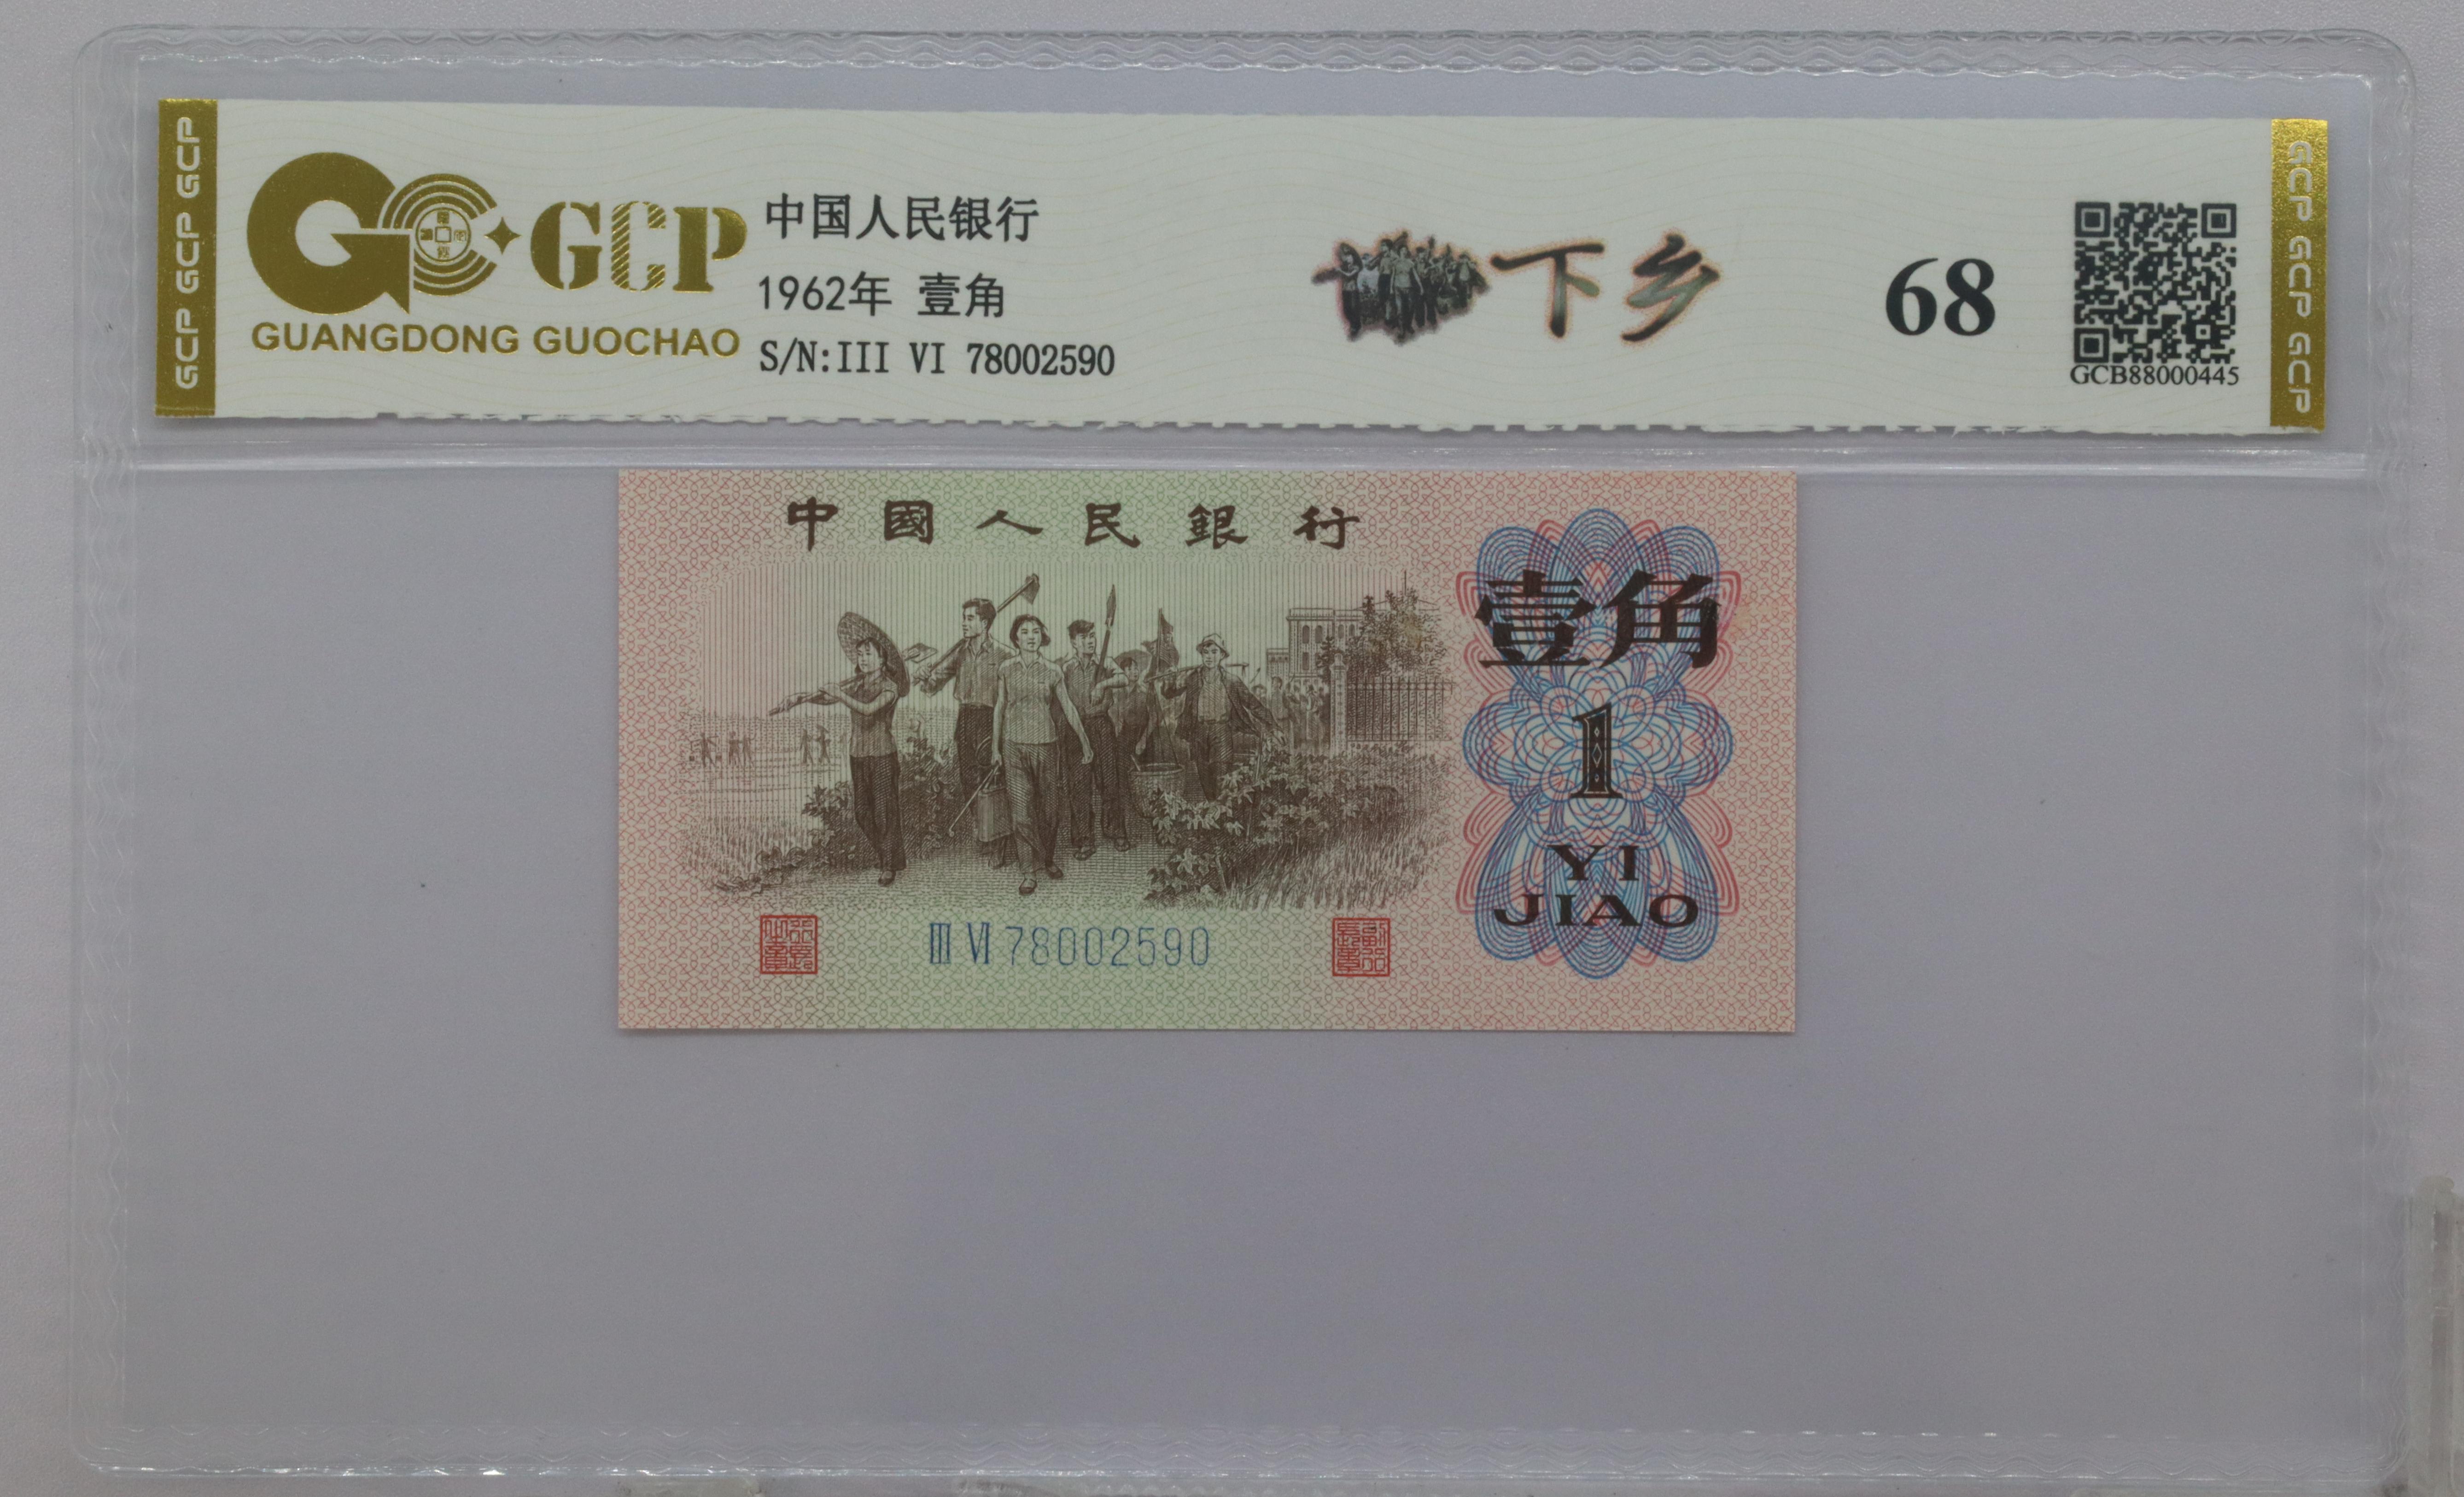 GCP GCP GCP
GCP
GUANGDONG GUOCHAO
中国人民银行
1962年 壹角
S/N:III VI 78002590
下乡
68
GCB88000445
GCP GCP GCP
中國人民銀行
壹角
1
YI
JIAO
III VI 78002590